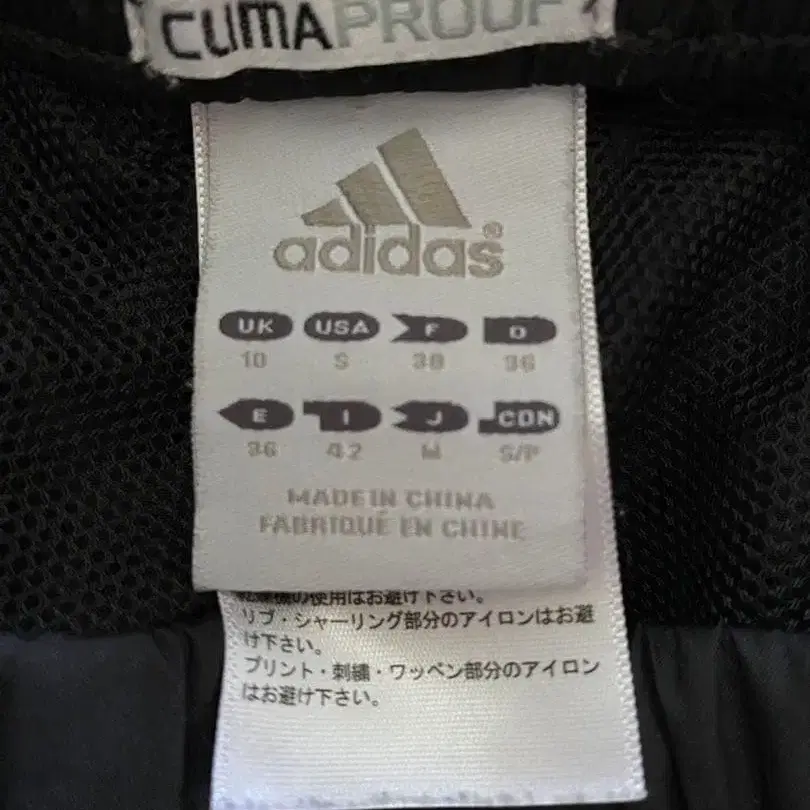 CLIMAPROOF
adidas®
UK USA F D
10 S 38 36
E I J CDN
36 42 M S/P
MADE IN CHINA
FABRIQUÉ EN CHINE
乾燥機の使用はお避け下さい。
リブ・シャーリング部分のアイロンはお避
け下さい。
プリント・刺繍・ワッペン部分のアイロン
はお避け下さい。